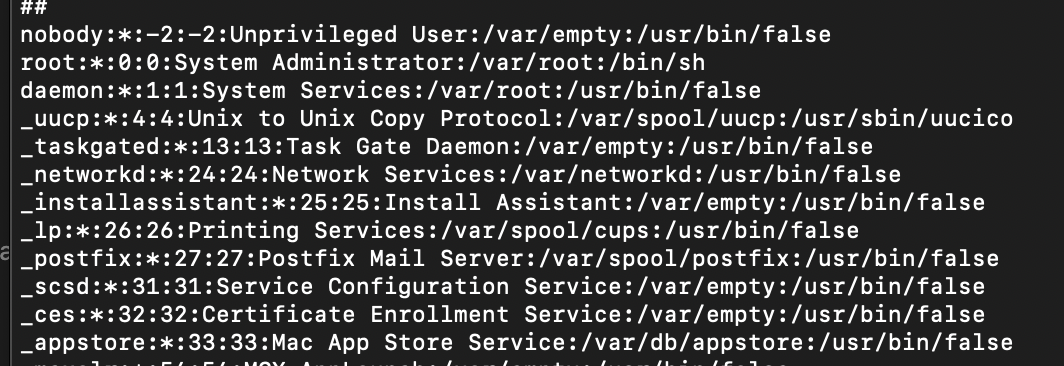 ##
nobody:*:-2:-2:Unprivileged User:/var/empty:/usr/bin/false
root:*:0:0:System Administrator:/var/root:/bin/sh
daemon:*:1:1:System Services:/var/root:/usr/bin/false
_uucp:*:4:4:Unix to Unix Copy Protocol:/var/spool/uucp:/usr/sbin/uucico
_taskgated:*:13:13:Task Gate Daemon:/var/empty:/usr/bin/false
_networkd:*:24:24:Network Services:/var/networkd:/usr/bin/false
_installassistant:*:25:25:Install Assistant:/var/empty:/usr/bin/false
_lp:*:26:26:Printing Services:/var/spool/cups:/usr/bin/false
_postfix:*:27:27:Postfix Mail Server:/var/spool/postfix:/usr/bin/false
_scsd:*:31:31:Service Configuration Service:/var/empty:/usr/bin/false
_ces:*:32:32:Certificate Enrollment Service:/var/empty:/usr/bin/false
_appstore:*:33:33:Mac App Store Service:/var/db/appstore:/usr/bin/false